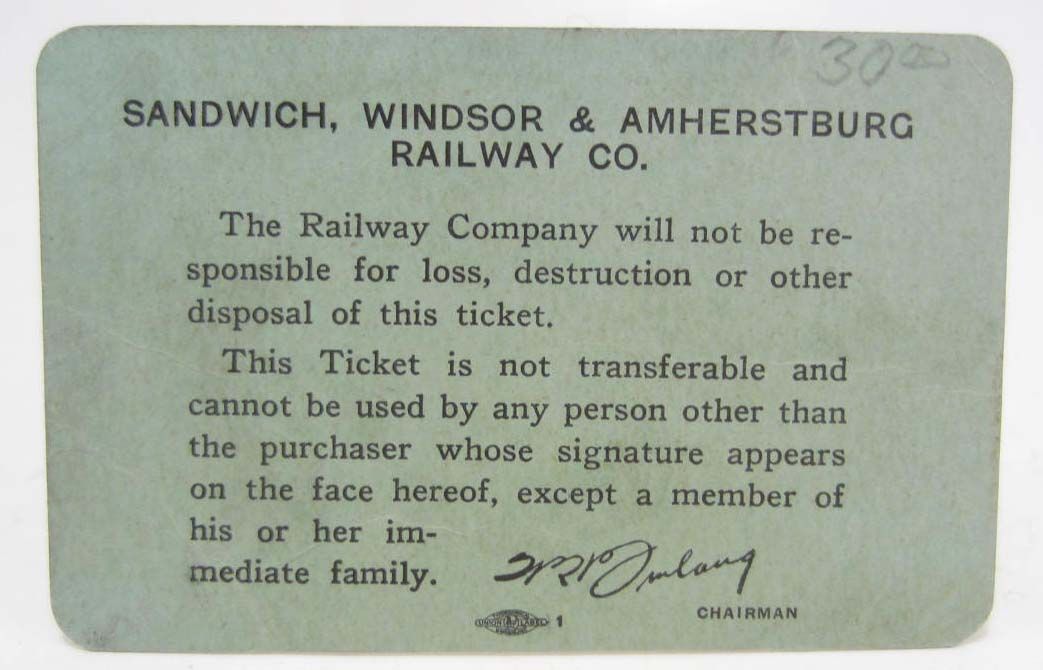 30 00
SANDWICH, WINDSOR & AMHERSTBURG
RAILWAY CO.
The Railway Company will not be re-
sponsible for loss, destruction or other
disposal of this ticket.
This Ticket is not transferable and
cannot be used by any person other than
the purchaser whose signature appears
on the face hereof, except a member of
his or her im-
mediate family.
CHAIRMAN
UNION LABEL 1